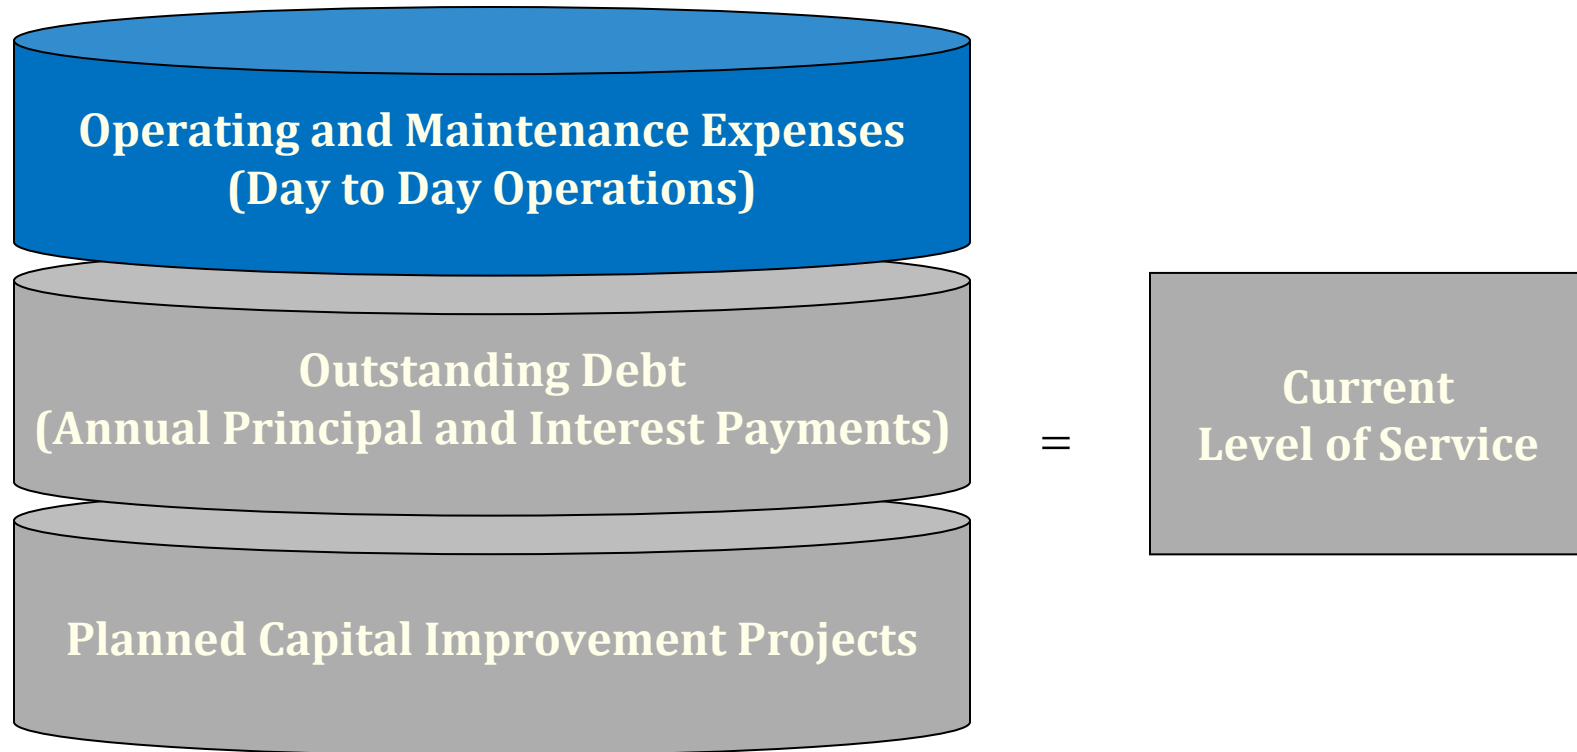 Operating and Maintenance Expenses
(Day to Day Operations)
Outstanding Debt
(Annual Principal and Interest Payments)
Planned Capital Improvement Projects
=
Current
Level of Service